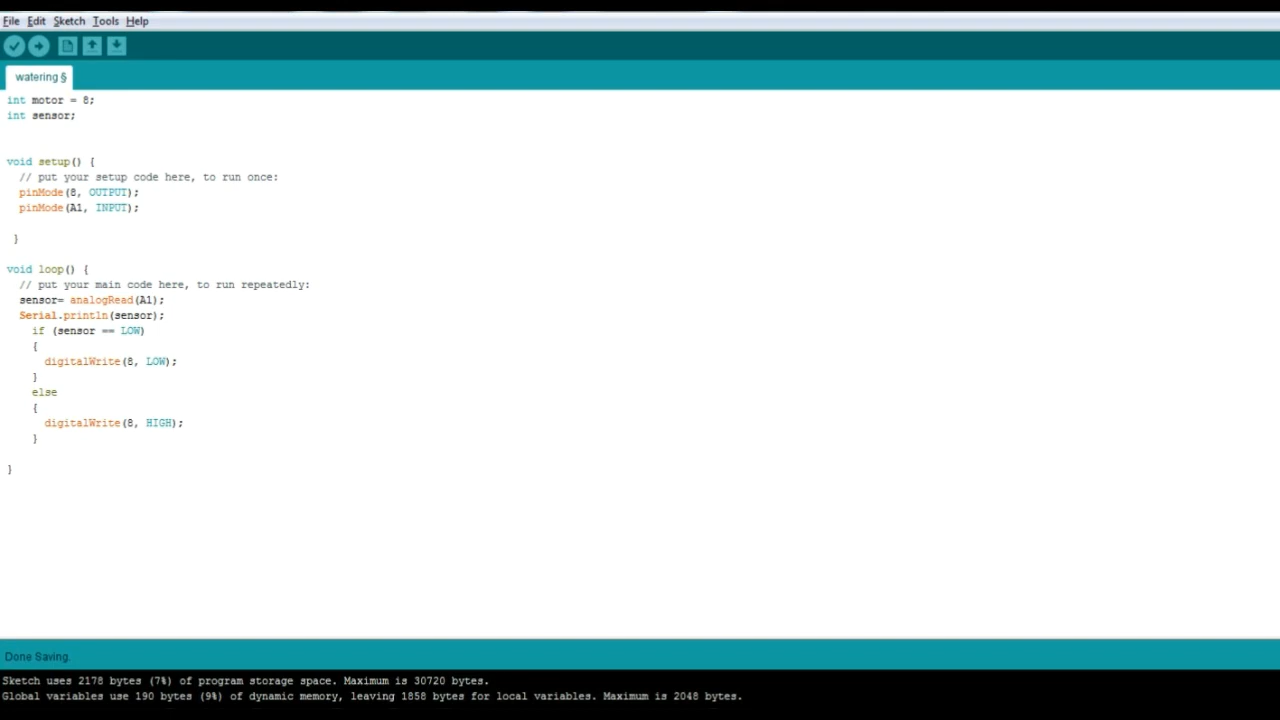 File Edit Sketch Tools Help
watering §
int motor = 8;
int sensor;
void setup() {
// put your setup code here, to run once:
pinMode(8, OUTPUT);
pinMode(A1, INPUT);
}
void loop() {
// put your main code here, to run repeatedly:
sensor= analogRead(A1);
Serial.println(sensor);
if (sensor == LOW)
{
digitalWrite(8, LOW);
}
else
{
digitalWrite(8, HIGH);
}
}
Done Saving.
Sketch uses 2178 bytes (7%) of program storage space. Maximum is 30720 bytes.
Global variables use 190 bytes (9%) of dynamic memory, leaving 1858 bytes for local variables. Maximum is 2048 bytes.